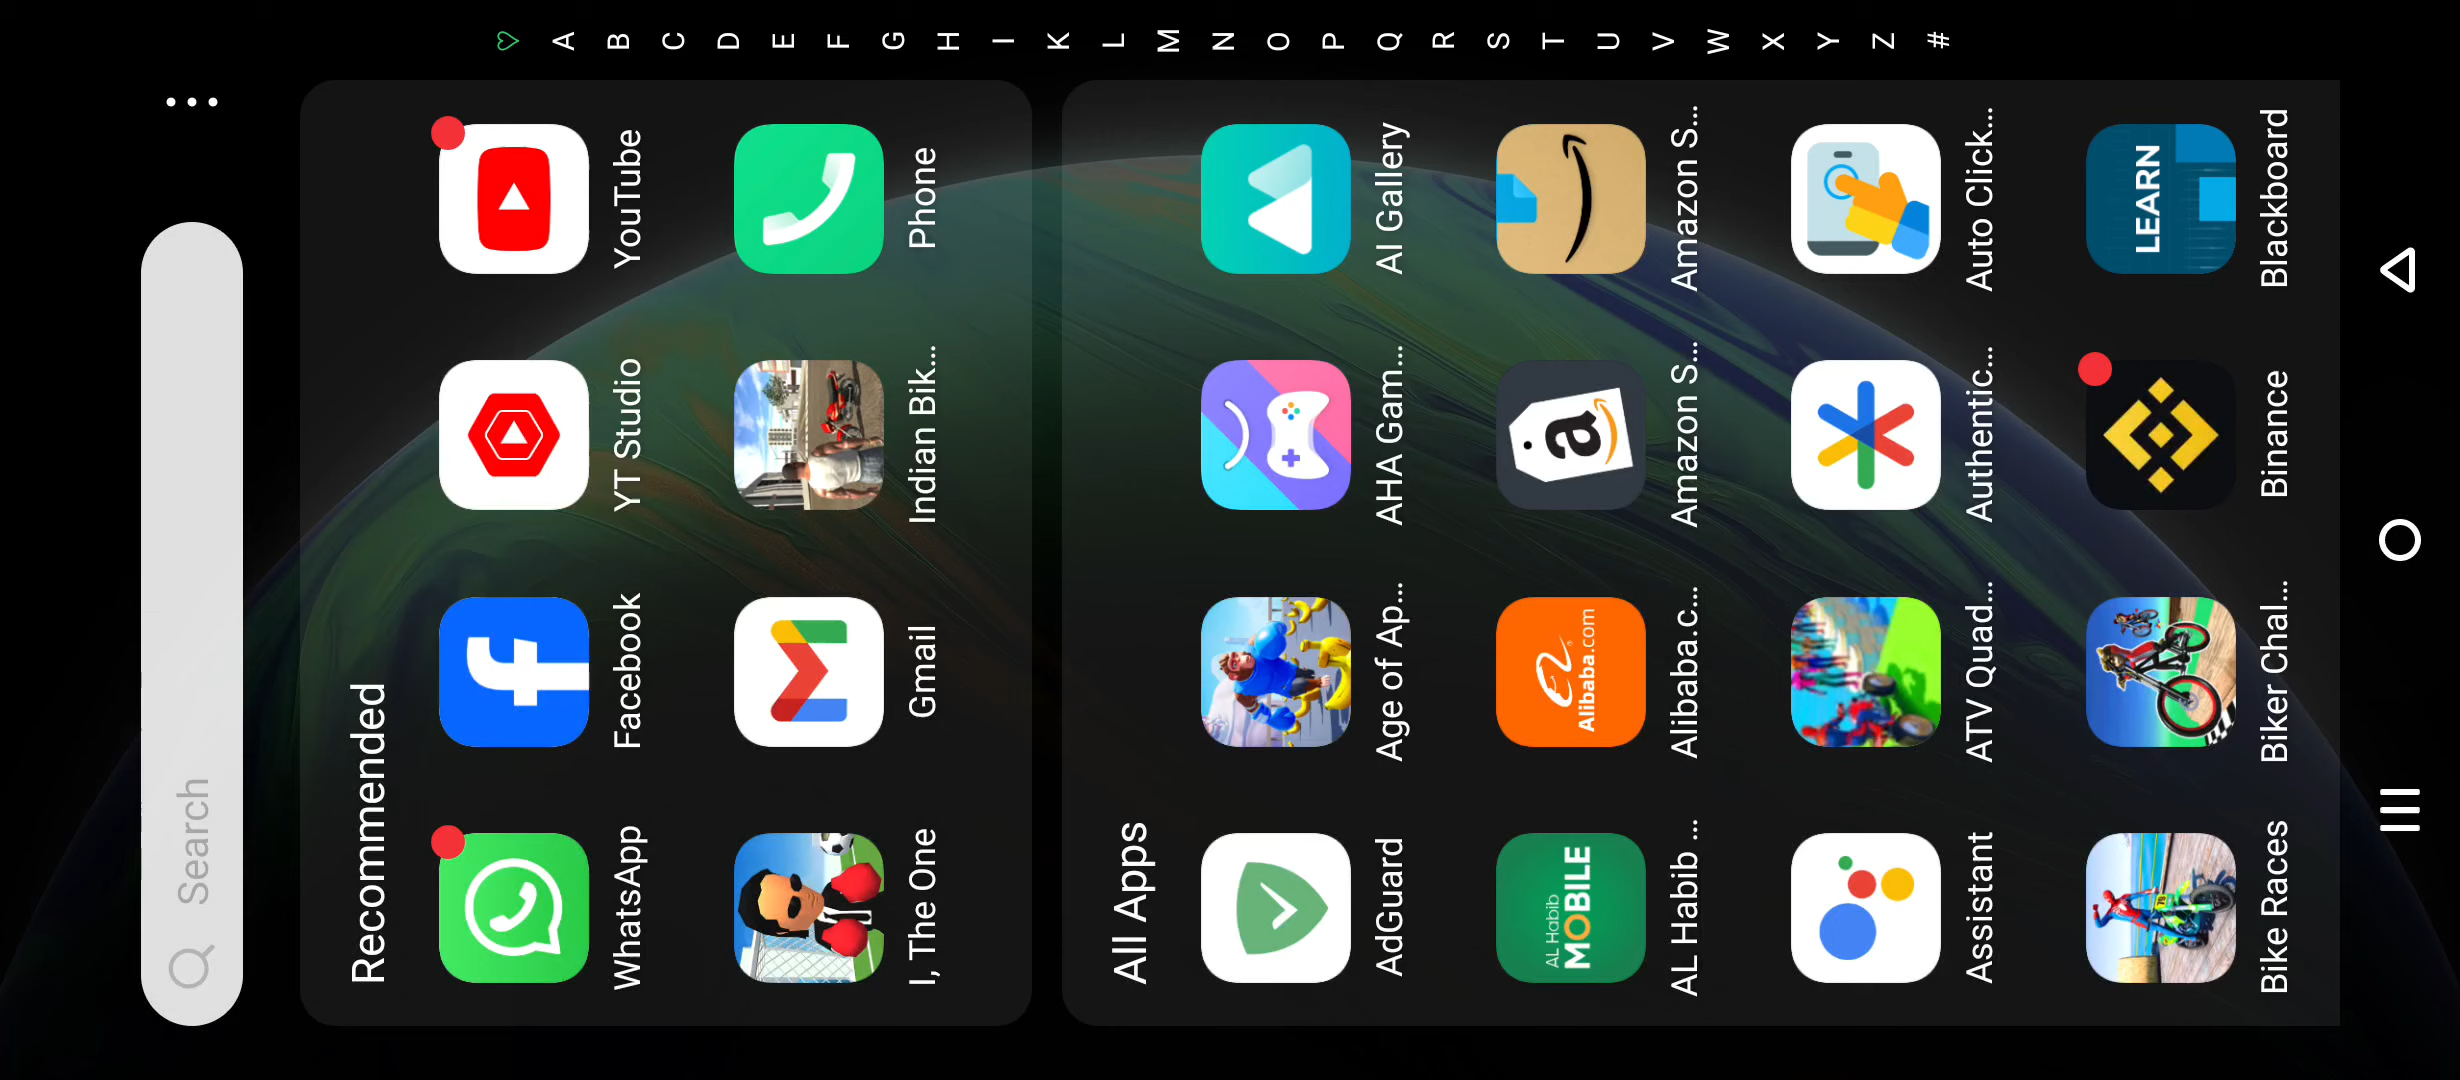 Search
Recommended
WhatsApp
Facebook
YT Studio
YouTube
I, The One
Gmail
Indian Bik...
Phone
All Apps
AdGuard
Age of Ap...
AHA Gam...
AI Gallery
AL Habib
MOBILE
Alibaba.com
a
AL Habib ...
Alibaba.c...
Amazon S...
Amazon S...
Assistant
ATV Quad...
Authentic...
Auto Click...
LEARN
Bike Races
Biker Chal...
Binance
Blackboard
A
B
C
D
E
F
G
H
I
K
L
M
N
O
P
Q
R
S
T
U
V
W
X
Y
Z
#